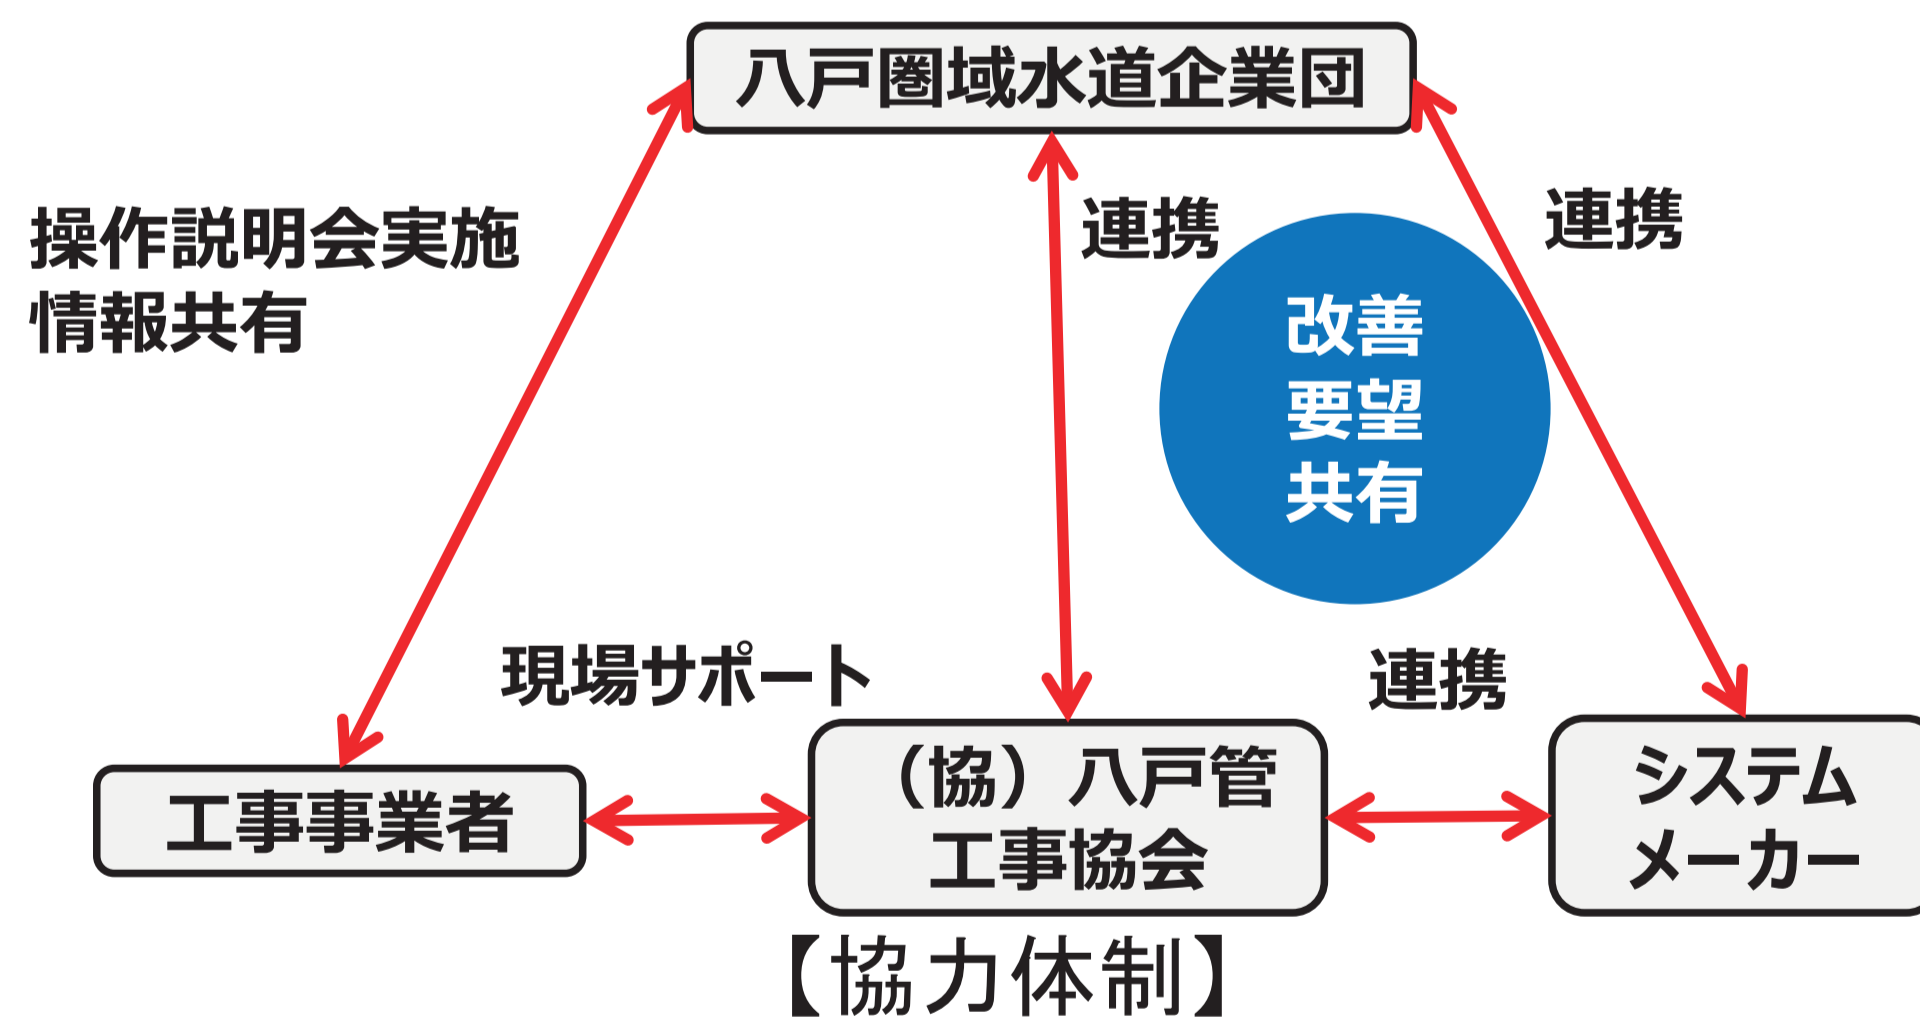 八戸圏域水道企業団
操作説明会実施
情報共有
連携
連携
改善
要望
共有
現場サポート
連携
工事事業者
（協）八戸管
工事協会
システム
メーカー
【協力体制】